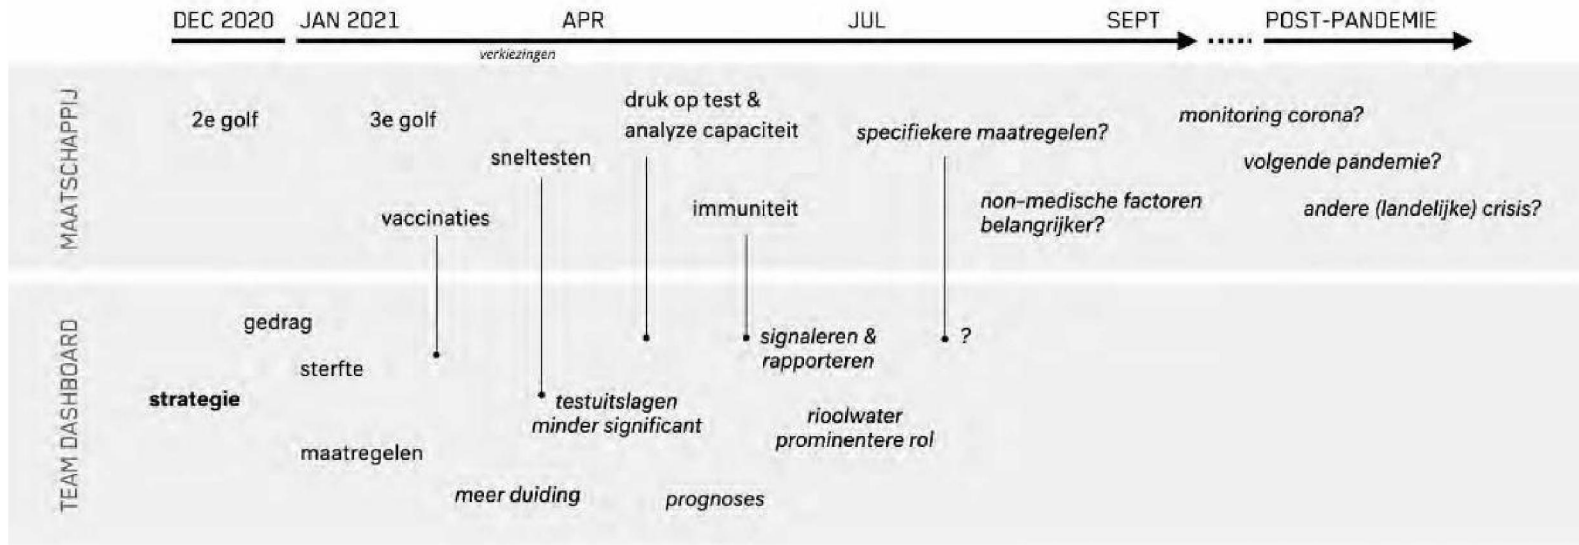 DEC 2020 JAN 2021 APR JUL SEPT POST-PANDEMIE
verkiezingen
MAATSCHAPPIJ
2e golf
3e golf
druk op test &
analyze capaciteit
sneltesten
vaccinaties
immuniteit
specifiekere maatregelen?
non-medische factoren
belangrijker?
monitoring corona?
volgende pandemie?
andere (landelijke) crisis?
TEAM DASHBOARD
gedrag
sterfte
strategie
maatregelen
meer duiding
testuitslagen
minder significant
prognoses
signaleren &
rapporteren
rioolwater
prominentere rol
?